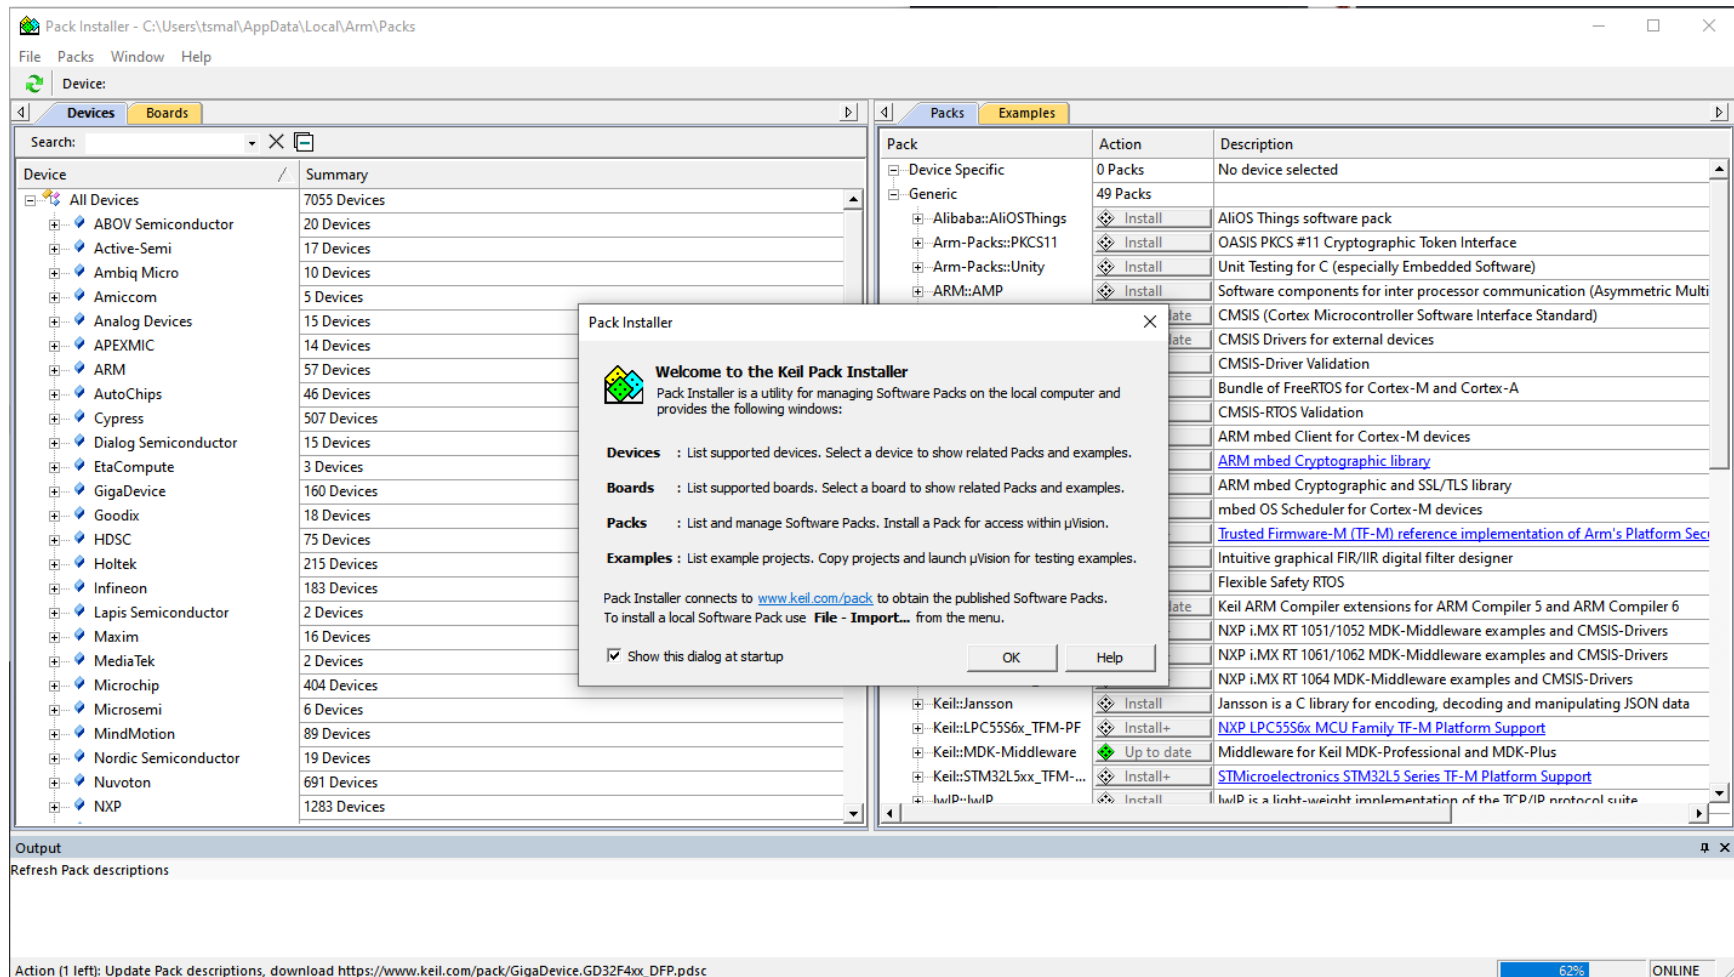 Pack Installer - C:\Users\tsmal\AppData\Local\Arm\Packs
File Packs Window Help
Device:
Devices Boards
Search:
Device Summary
All Devices 7055 Devices
ABOV Semiconductor 20 Devices
Active-Semi 17 Devices
Ambiq Micro 10 Devices
Amiccom 5 Devices
Analog Devices 15 Devices
APEXMIC 14 Devices
ARM 57 Devices
AutoChips 46 Devices
Cypress 507 Devices
Dialog Semiconductor 15 Devices
EtaCompute 3 Devices
GigaDevice 160 Devices
Goodix 18 Devices
HDSC 75 Devices
Holtek 215 Devices
Infineon 183 Devices
Lapis Semiconductor 2 Devices
Maxim 16 Devices
MediaTek 2 Devices
Microchip 404 Devices
Microsemi 6 Devices
MindMotion 89 Devices
Nordic Semiconductor 19 Devices
Nuvoton 691 Devices
NXP 1283 Devices
Packs Examples
Pack Action Description
Device Specific 0 Packs No device selected
Generic 49 Packs
Alibaba::AliOSThings Install AliOS Things software pack
Arm-Packs::PKCS11 Install OASIS PKCS #11 Cryptographic Token Interface
Arm-Packs::Unity Install Unit Testing for C (especially Embedded Software)
ARM::AMP Install Software components for inter processor communication (Asymmetric Multi
date CMSIS (Cortex Microcontroller Software Interface Standard)
date CMSIS Drivers for external devices
CMSIS-Driver Validation
Bundle of FreeRTOS for Cortex-M and Cortex-A
CMSIS-RTOS Validation
ARM mbed Client for Cortex-M devices
ARM mbed Cryptographic library
ARM mbed Cryptographic and SSL/TLS library
mbed OS Scheduler for Cortex-M devices
Trusted Firmware-M (TF-M) reference implementation of Arm's Platform Secu
Intuitive graphical FIR/IIR digital filter designer
Flexible Safety RTOS
date Keil ARM Compiler extensions for ARM Compiler 5 and ARM Compiler 6
NXP i.MX RT 1051/1052 MDK-Middleware examples and CMSIS-Drivers
NXP i.MX RT 1061/1062 MDK-Middleware examples and CMSIS-Drivers
NXP i.MX RT 1064 MDK-Middleware examples and CMSIS-Drivers
Keil::Jansson Install Jansson is a C library for encoding, decoding and manipulating JSON data
Keil::LPC55S6x_TFM-PF Install+ NXP LPC55S6x MCU Family TF-M Platform Support
Keil::MDK-Middleware Up to date Middleware for Keil MDK-Professional and MDK-Plus
Keil::STM32L5xx_TFM-... Install+ STMicroelectronics STM32L5 Series TF-M Platform Support
lwIP::lwIP Install lwIP is a light-weight implementation of the TCP/IP protocol suite
Pack Installer
Welcome to the Keil Pack Installer
Pack Installer is a utility for managing Software Packs on the local computer and
provides the following windows:
Devices : List supported devices. Select a device to show related Packs and examples.
Boards : List supported boards. Select a board to show related Packs and examples.
Packs : List and manage Software Packs. Install a Pack for access within µVision.
Examples : List example projects. Copy projects and launch µVision for testing examples.
Pack Installer connects to www.keil.com/pack to obtain the published Software Packs.
To install a local Software Pack use File - Import... from the menu.
Show this dialog at startup
OK Help
Output
Refresh Pack descriptions
Action (1 left): Update Pack descriptions, download https://www.keil.com/pack/GigaDevice.GD32F4xx_DFP.pdsc
62% ONLINE